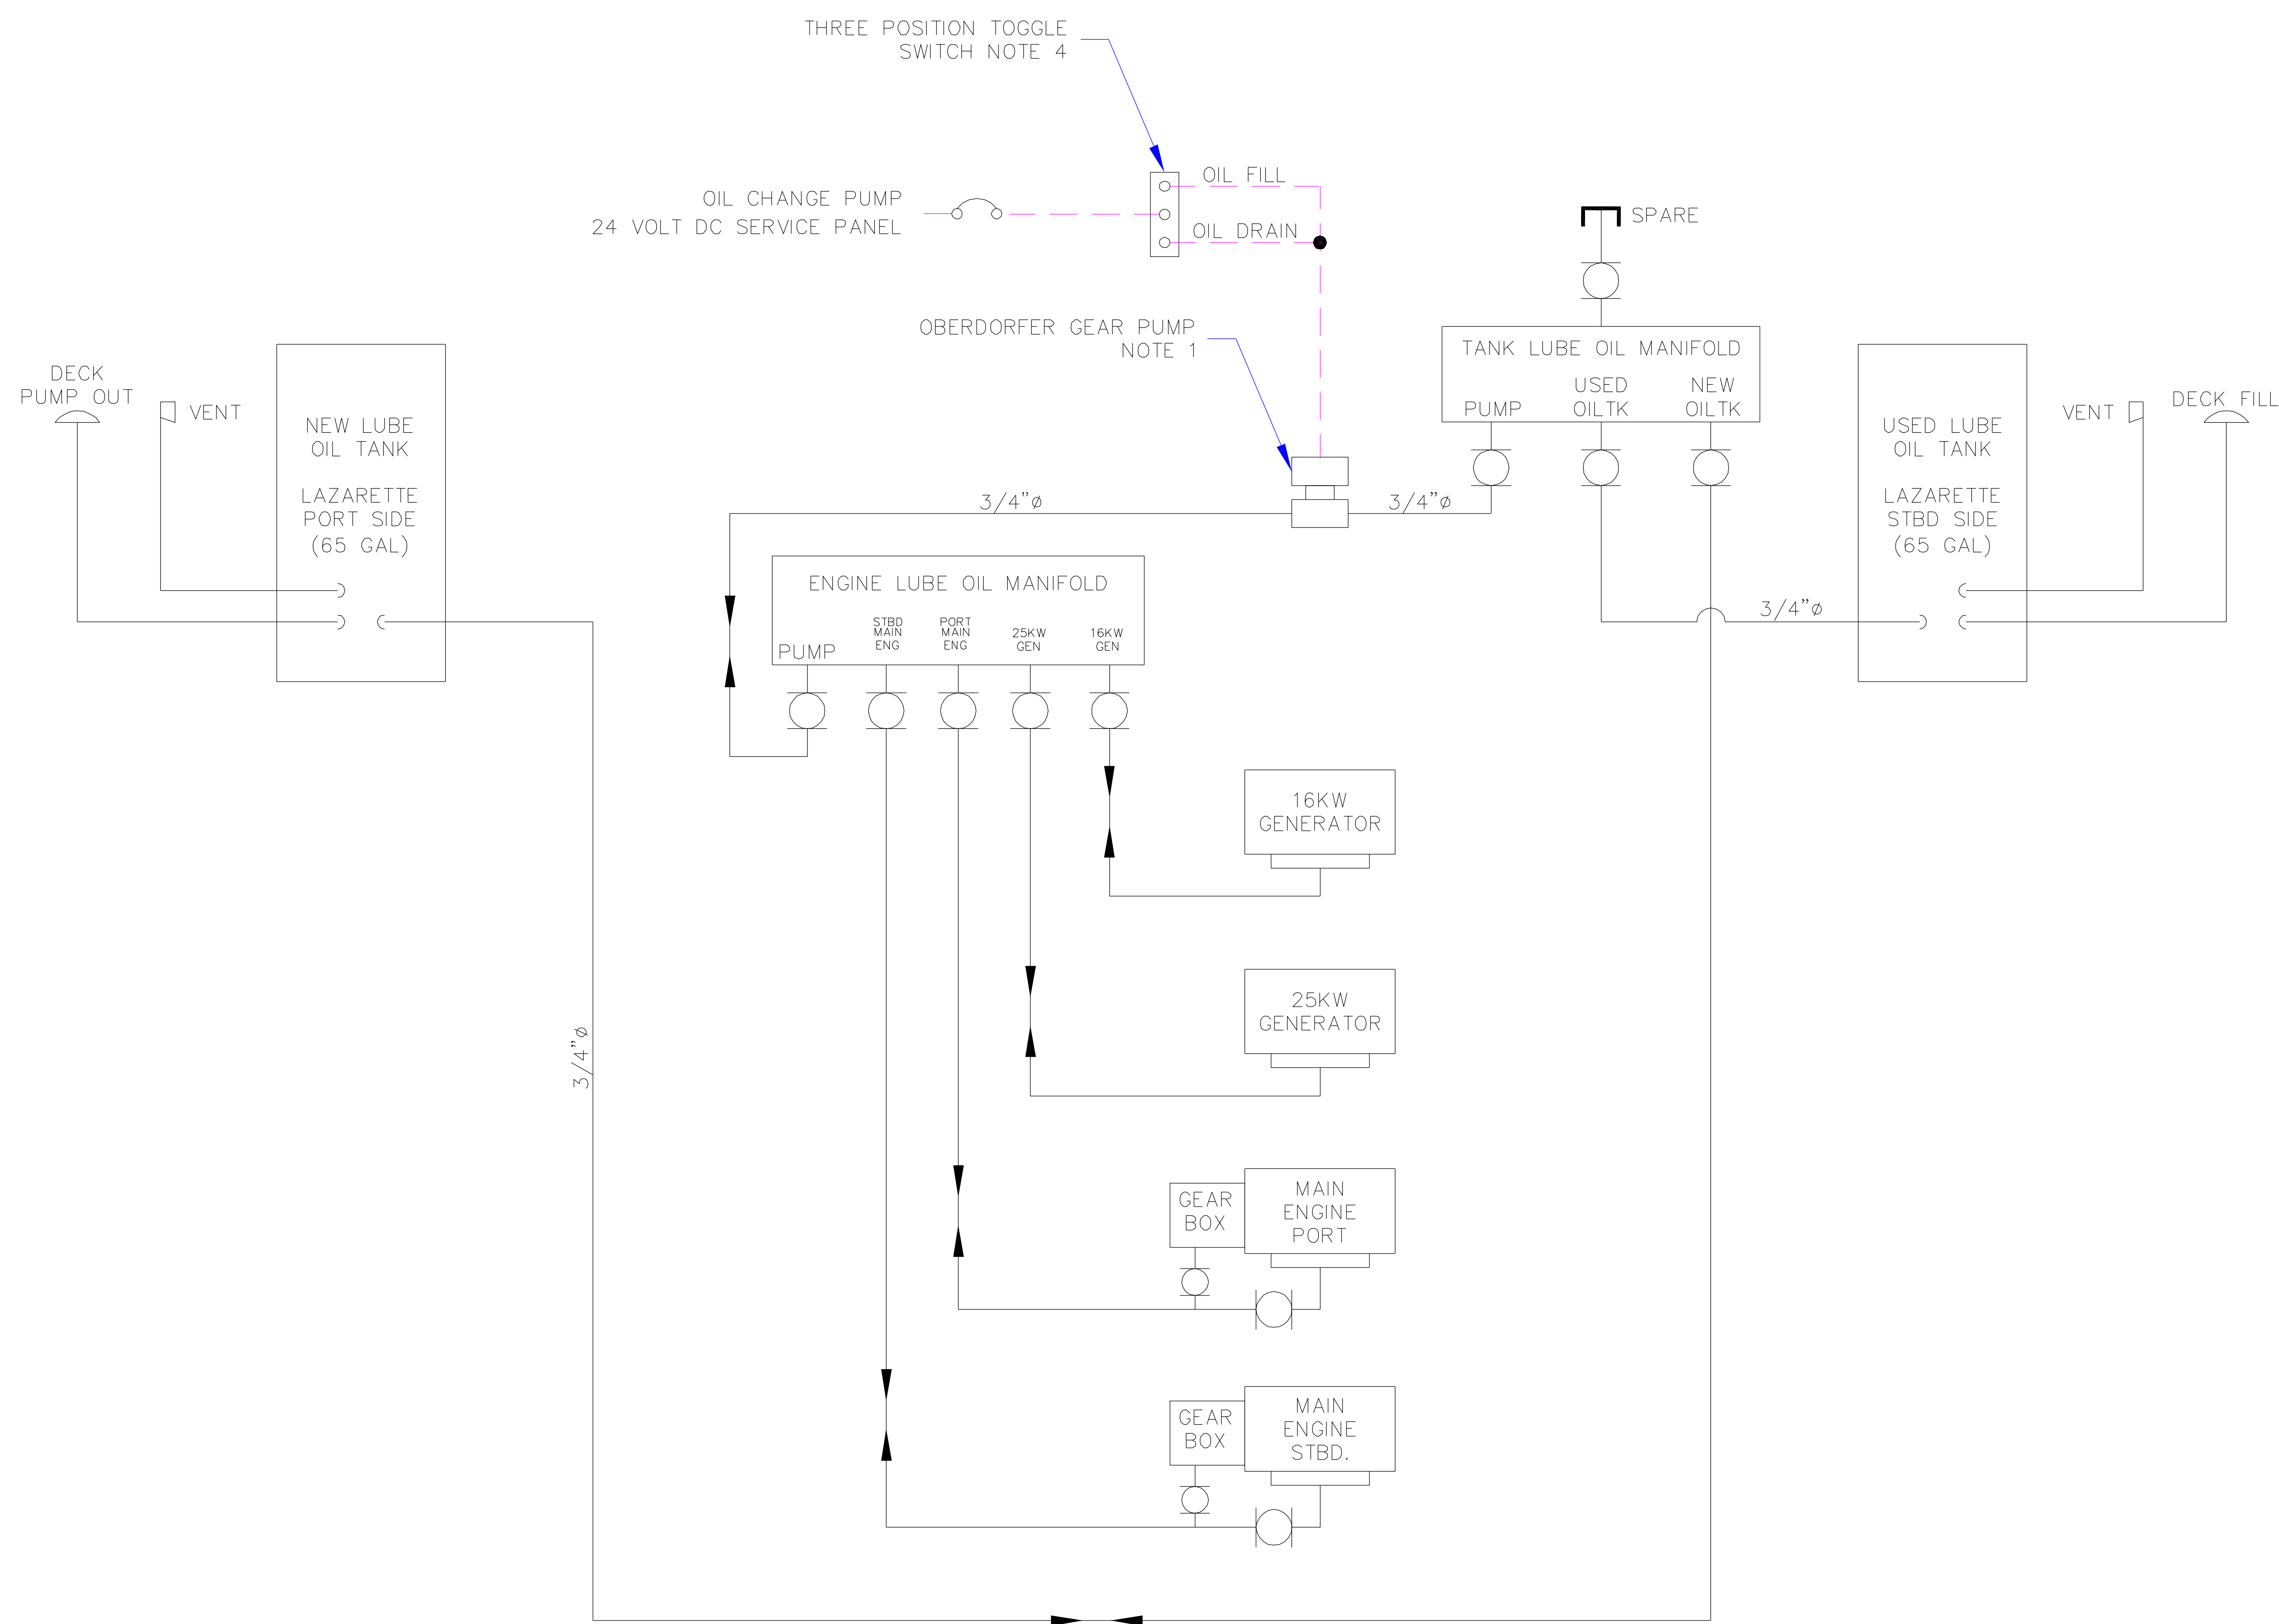 THREE POSITION TOGGLE
SWITCH NOTE 4
OIL FILL
OIL CHANGE PUMP
24 VOLT DC SERVICE PANEL
OIL DRAIN
SPARE
OBERDORFER GEAR PUMP
NOTE 1
TANK LUBE OIL MANIFOLD
PUMP
USED
OILTK
NEW
OILTK
DECK
PUMP OUT
VENT
NEW LUBE
OIL TANK
LAZARETTE
PORT SIDE
(65 GAL)
VENT
DECK FILL
USED LUBE
OIL TANK
LAZARETTE
STBD SIDE
(65 GAL)
3/4"ø
3/4"ø
3/4"ø
ENGINE LUBE OIL MANIFOLD
PUMP
STBD
MAIN
ENG
PORT
MAIN
ENG
25KW
GEN
16KW
GEN
16KW
GENERATOR
25KW
GENERATOR
3/4"ø
GEAR
BOX
MAIN
ENGINE
PORT
GEAR
BOX
MAIN
ENGINE
STBD.